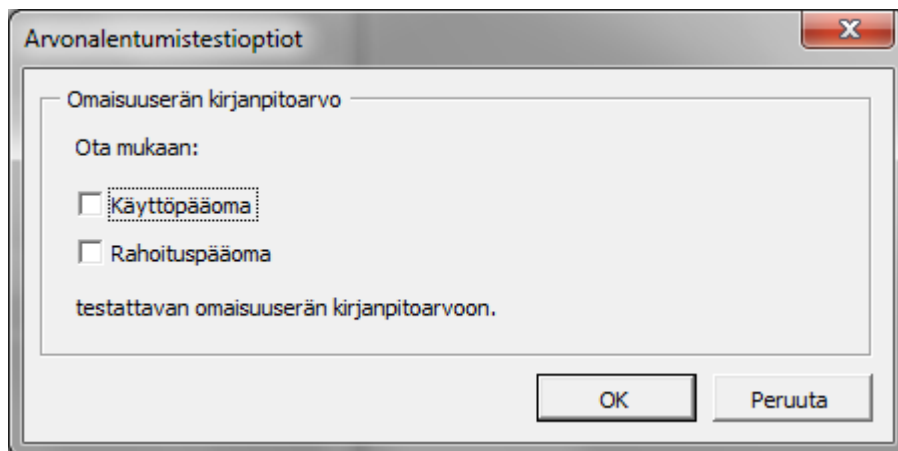 Arvonalentumistestioptiot
Omaisuuserän kirjanpitoarvo
Ota mukaan:
Käyttöpääoma
Rahoituspääoma
testattavan omaisuuserän kirjanpitoarvoon.
OK
Peruuta